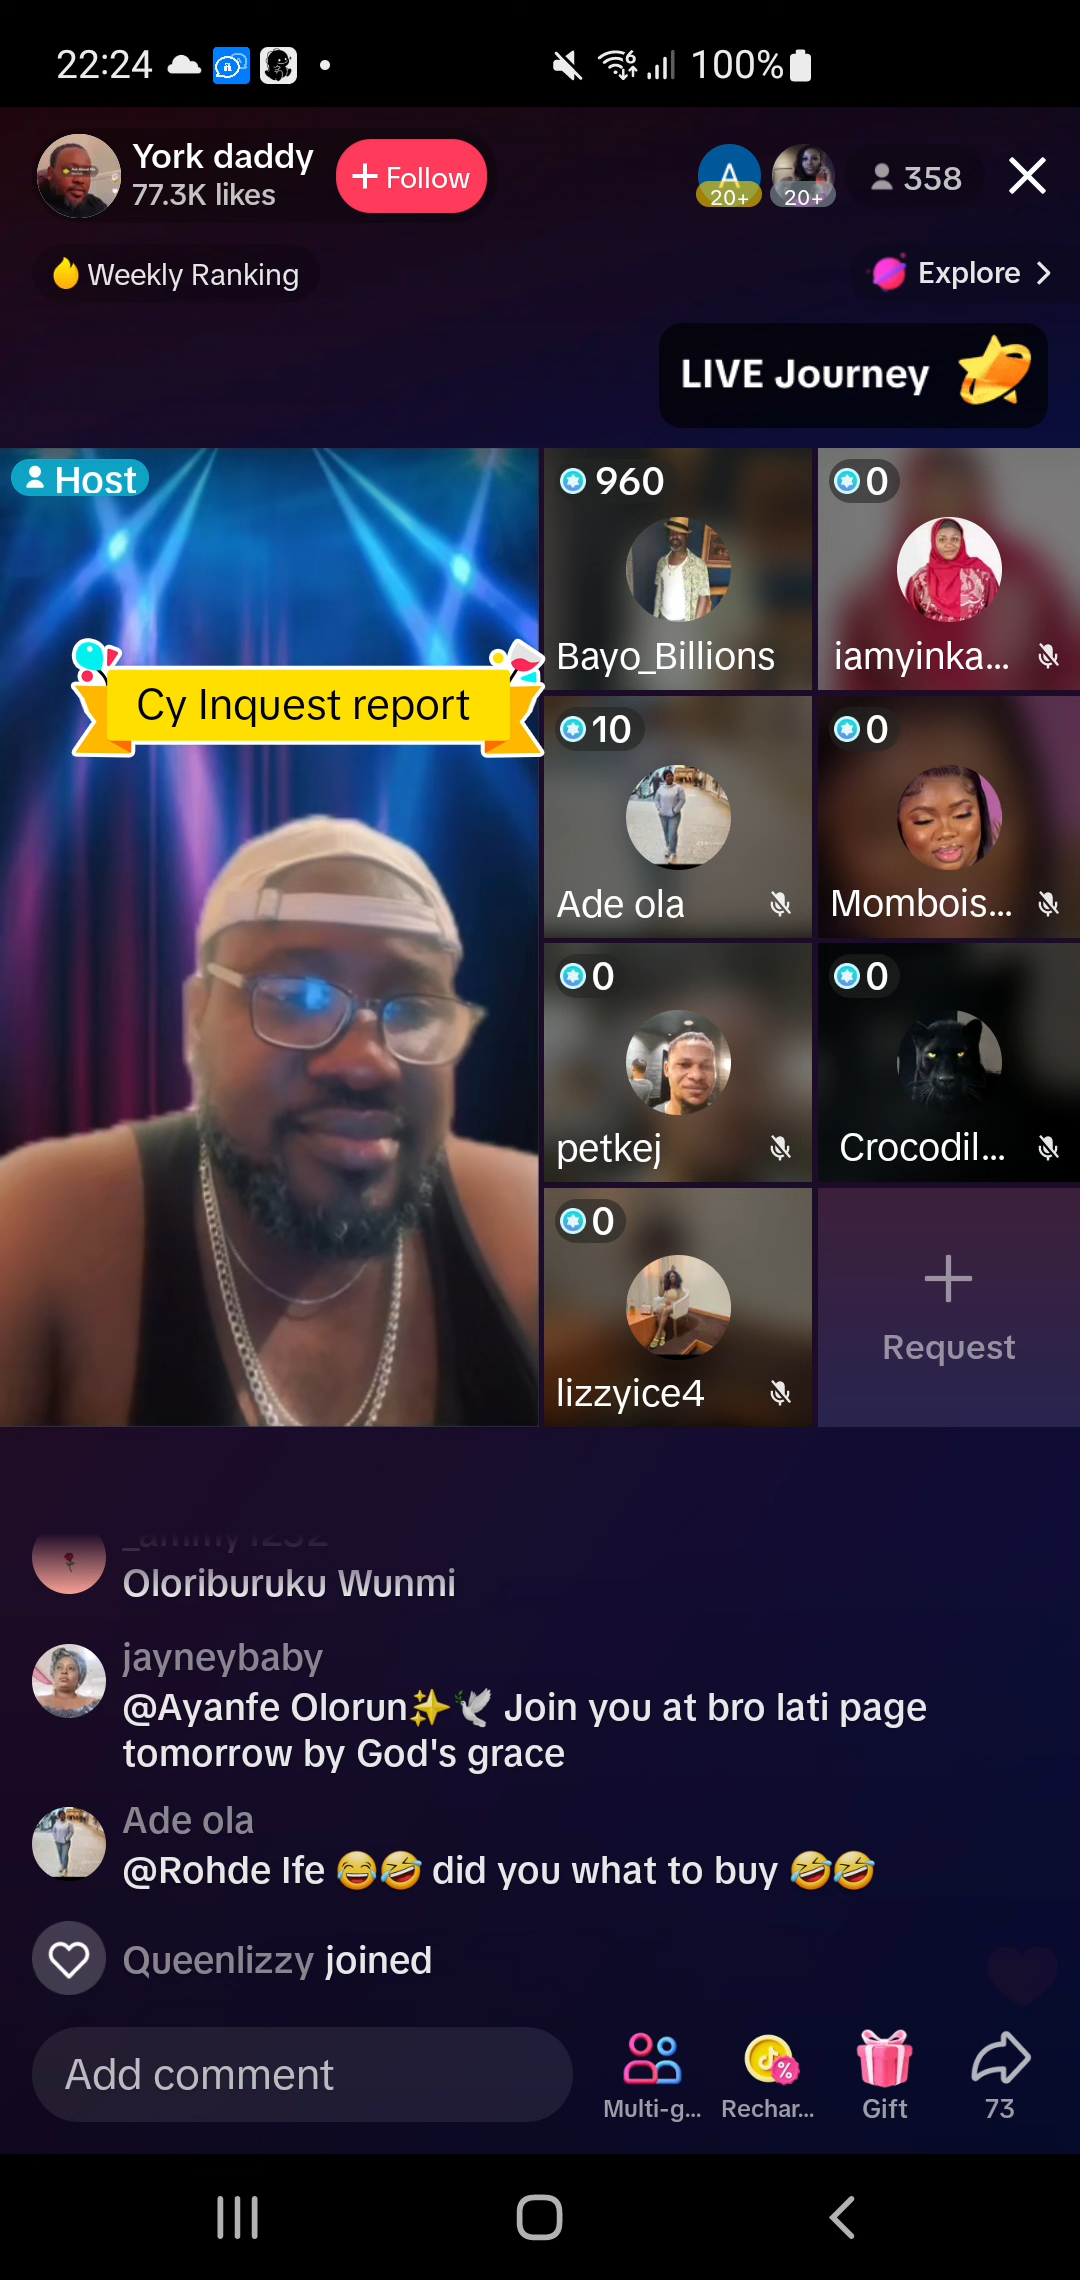 22:24
100%
York daddy
77.3K likes
+ Follow
A
20+
20+
358
Weekly Ranking
Explore
LIVE Journey
Host
Cy Inquest report
960
Bayo_Billions
0
iamyinka...
10
Ade ola
0
Mombois...
0
petkej
0
Crocodil...
0
lizzyice4
Request
Oloriburuku Wunmi
jayneybaby
@Ayanfe Olorun✨🕊️ Join you at bro lati page
tomorrow by God's grace
Ade ola
@Rohde Ife 😂🤣 did you what to buy 🤣🤣
Queenlizzy joined
Add comment
Multi-g...
Rechar...
Gift
73